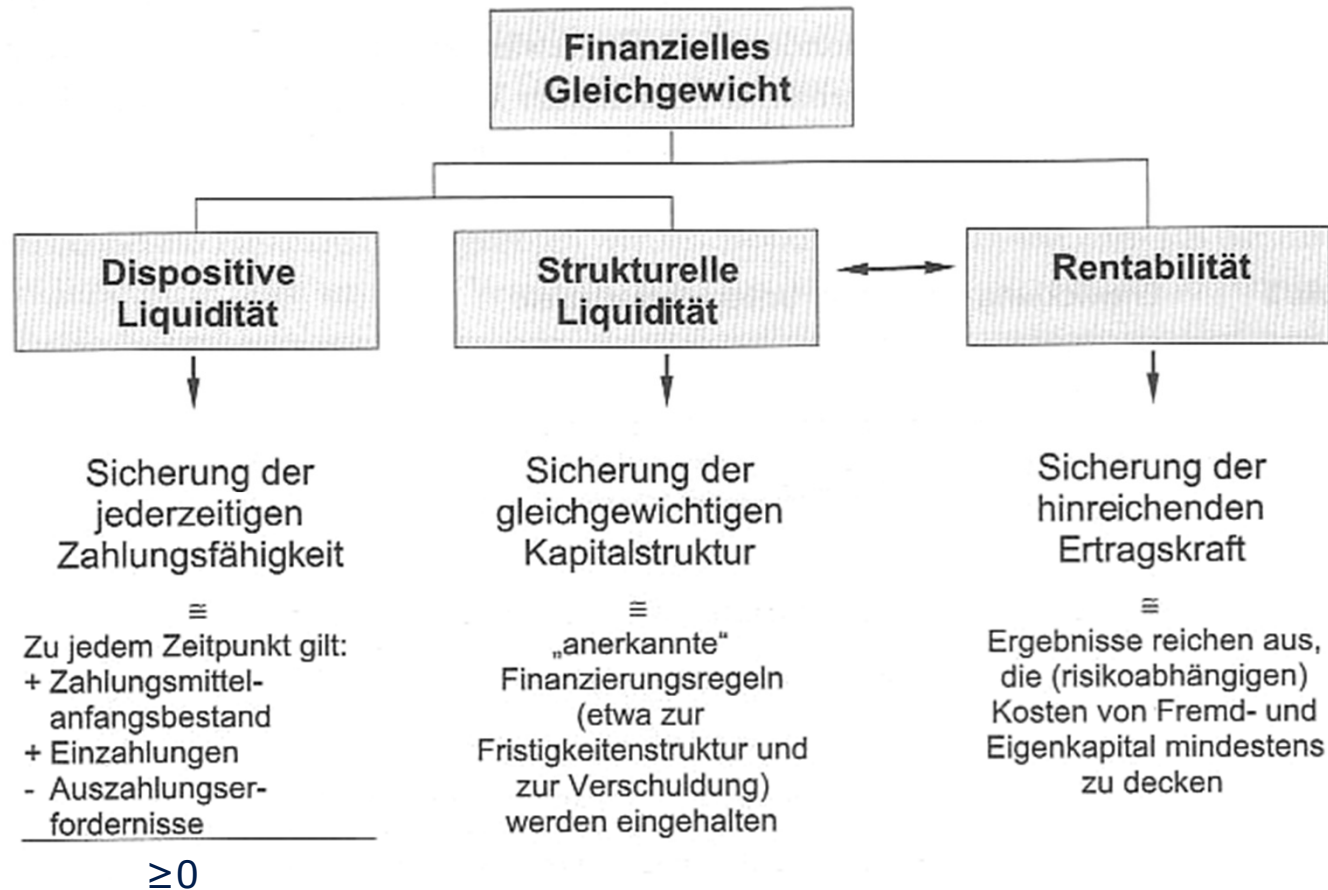 Finanzielles
Gleichgewicht
Dispositive
Liquidität
Strukturelle
Liquidität
Rentabilität
Sicherung der
jederzeitigen
Zahlungsfähigkeit
≅
Zu jedem Zeitpunkt gilt:
+ Zahlungsmittel-
anfangsbestand
+ Einzahlungen
- Auszahlungser-
fordernisse
≥0
Sicherung der
gleichgewichtigen
Kapitalstruktur
≅
„anerkannte“
Finanzierungsregeln
(etwa zur
Fristigkeitenstruktur und
zur Verschuldung)
werden eingehalten
Sicherung der
hinreichenden
Ertragskraft
≅
Ergebnisse reichen aus,
die (risikoabhängigen)
Kosten von Fremd- und
Eigenkapital mindestens
zu decken